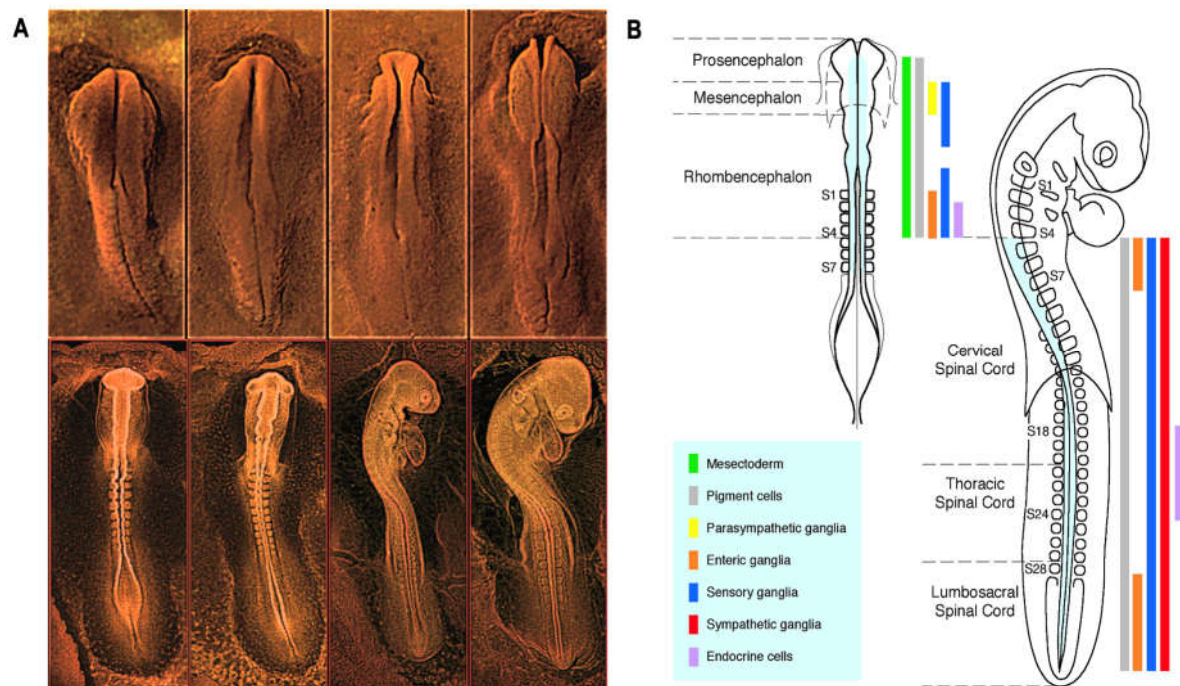 A
B
Prosencephalon
Mesencephalon
Rhombencephalon
S1
S4
S7
S1
S4
S7
Cervical
Spinal Cord
S18
Thoracic
Spinal Cord
S24
S28
Lumbosacral
Spinal Cord
Mesectoderm
Pigment cells
Parasympathetic ganglia
Enteric ganglia
Sensory ganglia
Sympathetic ganglia
Endocrine cells